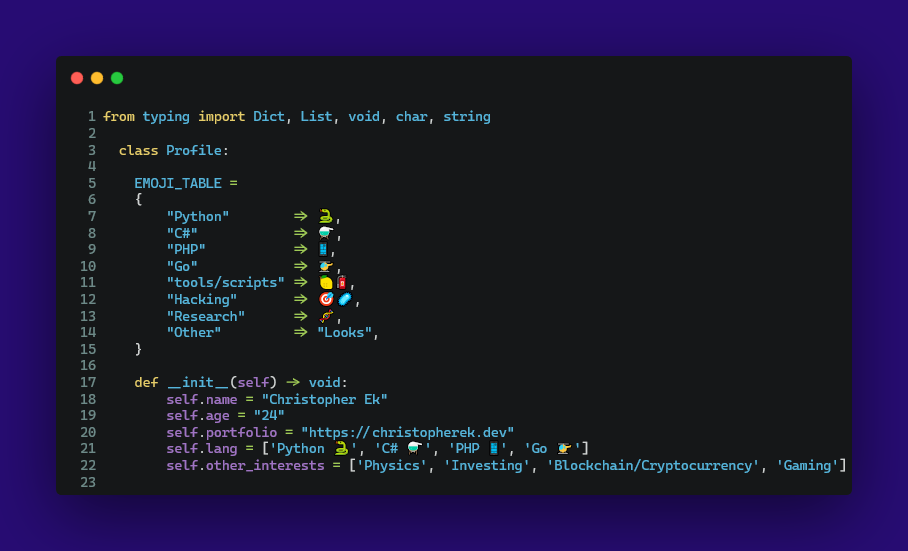 1 from typing import Dict, List, void, char, string
2
3 class Profile:
4
5 EMOJI_TABLE =
6 {
7 "Python" => 🐍,
8 "C#" => ,
9 "PHP" => ,
10 "Go" => ,
11 "tools/scripts" => 🍋🧯,
12 "Hacking" => 🎯,
13 "Research" => ,
14 "Other" => "Looks",
15 }
16
17 def __init__(self) -> void:
18 self.name = "Christopher Ek"
19 self.age = "24"
20 self.portfolio = "https://christopherek.dev"
21 self.lang = ['Python 🐍', 'C# ', 'PHP ', 'Go ']
22 self.other_interests = ['Physics', 'Investing', 'Blockchain/Cryptocurrency', 'Gaming']
23